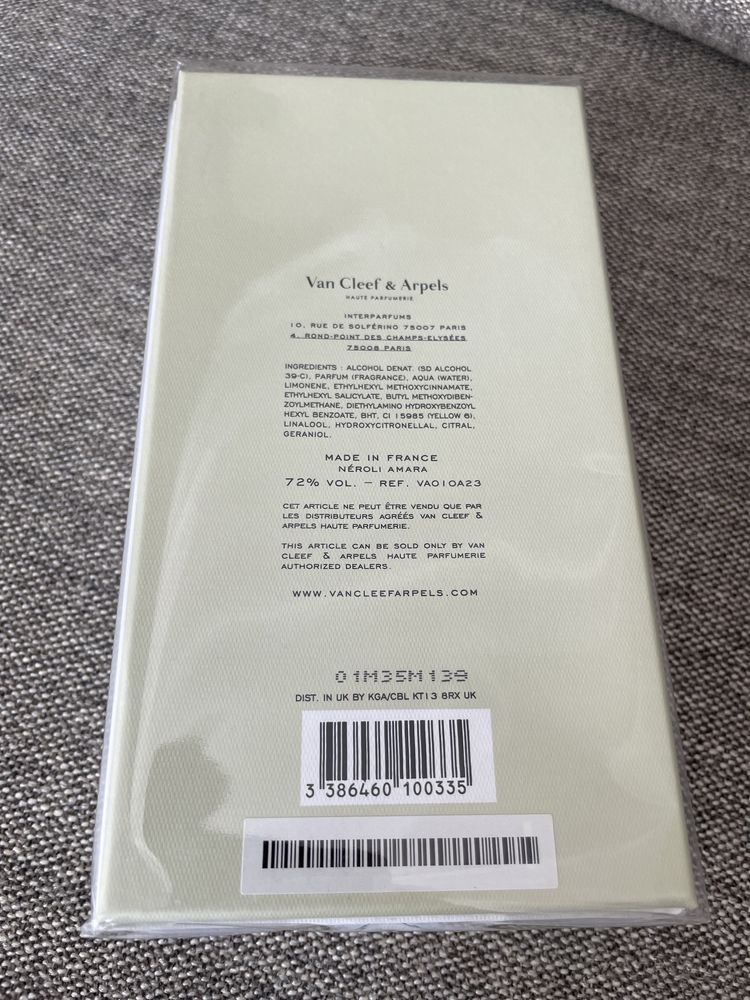 Van Cleef & Arpels
HAUTE PARFUMERIE
INTERPARFUMS
10, RUE DE SOLFÉRINO 75007 PARIS
4, ROND-POINT DES CHAMPS-ELYSÉES
75008 PARIS
INGREDIENTS : ALCOHOL DENAT. (SD ALCOHOL
39-C), PARFUM (FRAGRANCE), AQUA (WATER),
LIMONENE, ETHYLHEXYL METHOXYCINNAMATE,
ETHYLHEXYL SALICYLATE, BUTYL METHOXYDIBEN-
ZOYLMETHANE, DIETHYLAMINO HYDROXYBENZOYL
HEXYL BENZOATE, BHT, CI 15985 (YELLOW 6),
LINALOOL, HYDROXYCITRONELLAL, CITRAL,
GERANIOL.
MADE IN FRANCE
NÉROLI AMARA
72% VOL. – REF. VA010A23
CET ARTICLE NE PEUT ÊTRE VENDU QUE PAR
LES DISTRIBUTEURS AGRÉÉS VAN CLEEF &
ARPELS HAUTE PARFUMERIE.
THIS ARTICLE CAN BE SOLD ONLY BY VAN
CLEEF & ARPELS HAUTE PARFUMERIE
AUTHORIZED DEALERS.
WWW.VANCLEEFARPELS.COM
01M35M139
DIST. IN UK BY KGA/CBL KT13 8RX UK
3 386460 100335